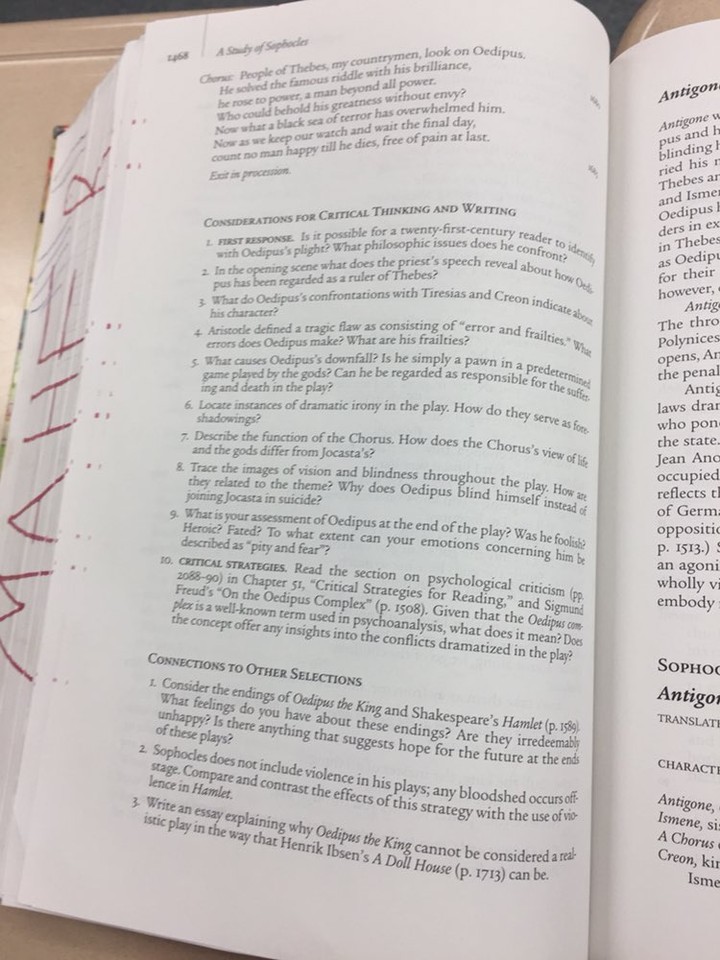 1468 | A Study of Sophocles
Chorus: People of Thebes, my countrymen, look on Oedipus.
He solved the famous riddle with his brilliance,
he rose to power, a man beyond all power.
Who could behold his greatness without envy?
Now what a black sea of terror has overwhelmed him.
Now as we keep our watch and wait the final day,
count no man happy till he dies, free of pain at last.
Exit in procession.
CONSIDERATIONS FOR CRITICAL THINKING AND WRITING
1. FIRST RESPONSE. Is it possible for a twenty-first-century reader to identify
with Oedipus's plight? What philosophic issues does he confront?
2. In the opening scene what does the priest's speech reveal about how Oedi-
pus has been regarded as a ruler of Thebes?
3. What do Oedipus's confrontations with Tiresias and Creon indicate about
his character?
4. Aristotle defined a tragic flaw as consisting of "error and frailties." What
errors does Oedipus make? What are his frailties?
5. What causes Oedipus's downfall? Is he simply a pawn in a predetermined
game played by the gods? Can he be regarded as responsible for the suffer-
ing and death in the play?
6. Locate instances of dramatic irony in the play. How do they serve as fore-
shadowings?
7. Describe the function of the Chorus. How does the Chorus's view of life
and the gods differ from Jocasta's?
8. Trace the images of vision and blindness throughout the play. How are
they related to the theme? Why does Oedipus blind himself instead of
joining Jocasta in suicide?
9. What is your assessment of Oedipus at the end of the play? Was he foolish?
Heroic? Fated? To what extent can your emotions concerning him be
described as "pity and fear"?
10. CRITICAL STRATEGIES. Read the section on psychological criticism (pp.
2088-90) in Chapter 51, "Critical Strategies for Reading," and Sigmund
Freud's "On the Oedipus Complex" (p. 1508). Given that the Oedipus com-
plex is a well-known term used in psychoanalysis, what does it mean? Does
the concept offer any insights into the conflicts dramatized in the play?
CONNECTIONS TO OTHER SELECTIONS
1. Consider the endings of Oedipus the King and Shakespeare's Hamlet (p. 1589).
What feelings do you have about these endings? Are they irredeemably
unhappy? Is there anything that suggests hope for the future at the ends
of these plays?
2. Sophocles does not include violence in his plays; any bloodshed occurs off-
stage. Compare and contrast the effects of this strategy with the use of vio-
lence in Hamlet.
3. Write an essay explaining why Oedipus the King cannot be considered a real-
istic play in the way that Henrik Ibsen's A Doll House (p. 1713) can be.
Antigone
Antigone
pus and
blinding
ried his
Thebes
and Isme
Oedipus
ders in ex
in Thebes
as Oedipu
for their
however,
Antig
The thro
Polynices
opens, An
the penal
Antig
laws dra
who pon
the state.
Jean Ano
occupied
reflects t
of Germa
oppositio
p. 1513.)
an agoni
wholly vi
embody
SOPHOC
Antigon
TRANSLATE
CHARACTE
Antigone,
Ismene, si
A Chorus
Creon, kin
Isme